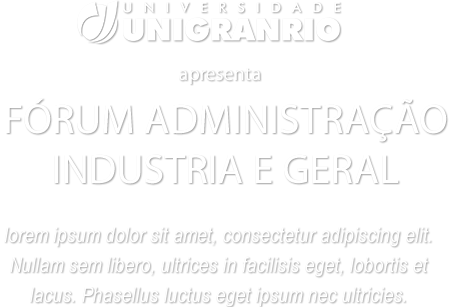 UNIVERSIDADE
UNIGRANRIO
apresenta
FÓRUM ADMINISTRAÇÃO
INDUSTRIA E GERAL
lorem ipsum dolor sit amet, consectetur adipiscing elit.
Nullam sem libero, ultrices in facilisis eget, lobortis et
lacus. Phasellus luctus eget ipsum nec ultricies.